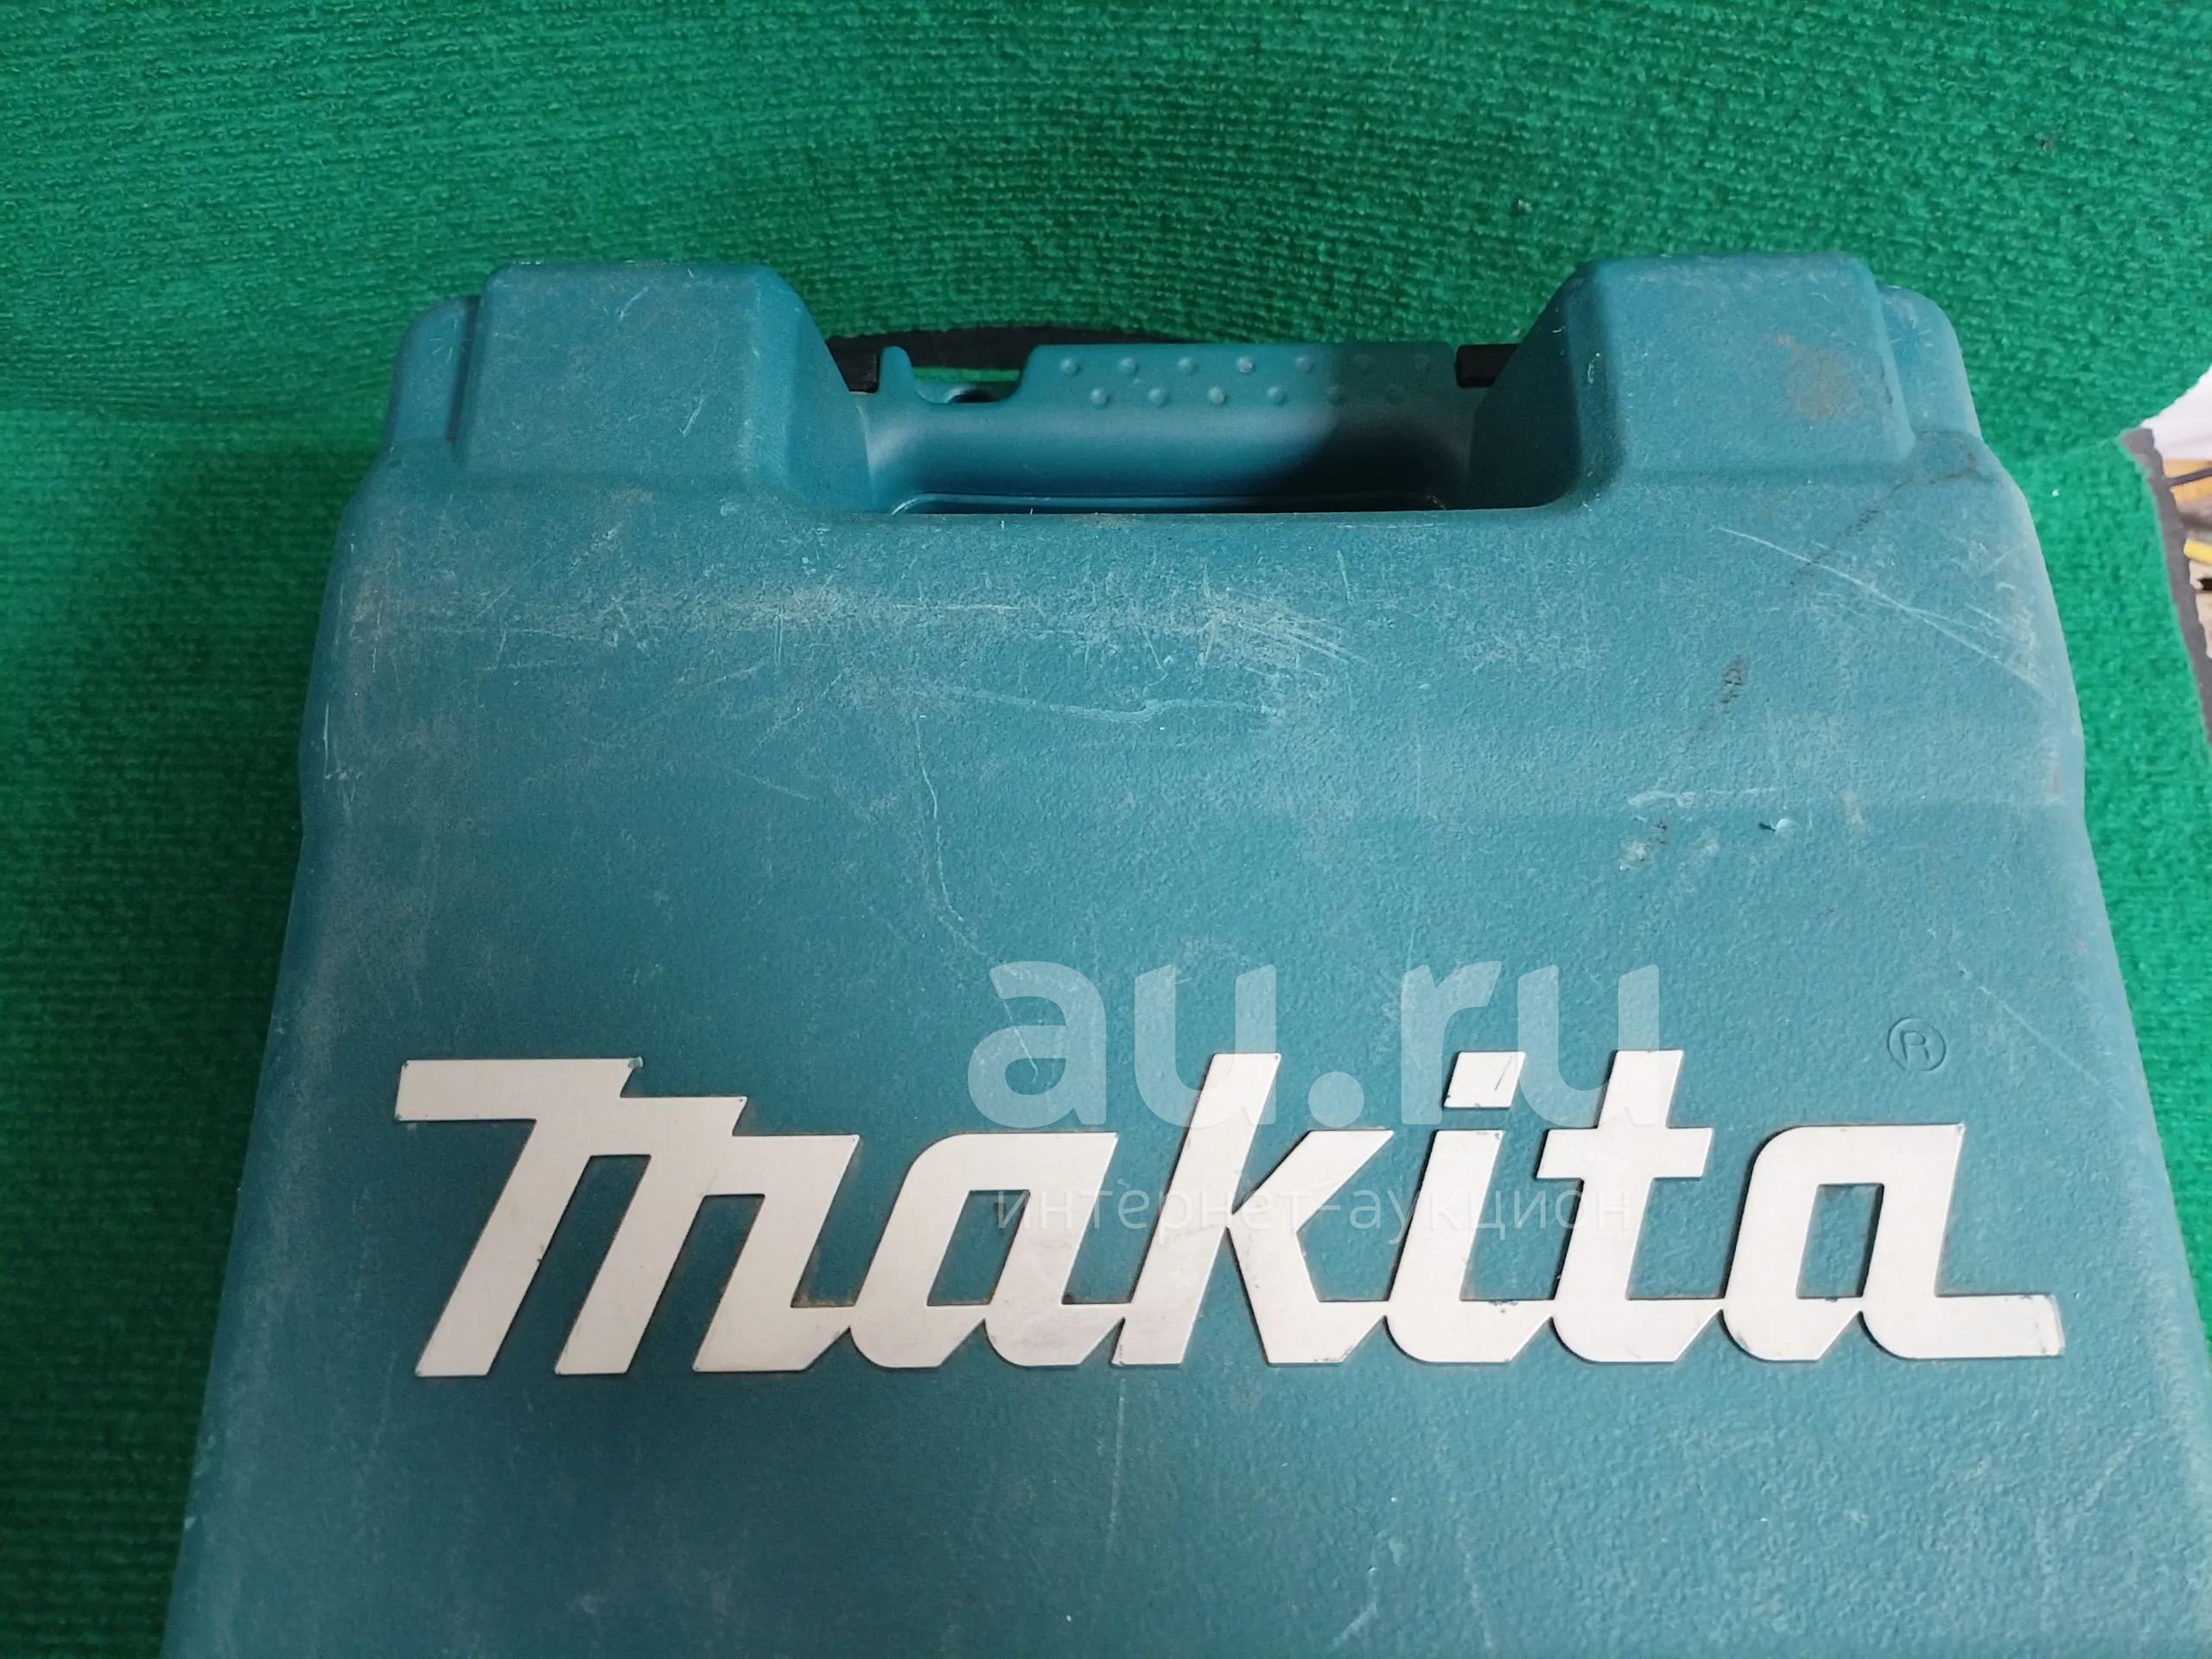 au.ru
®
makita
интернет-аукцион